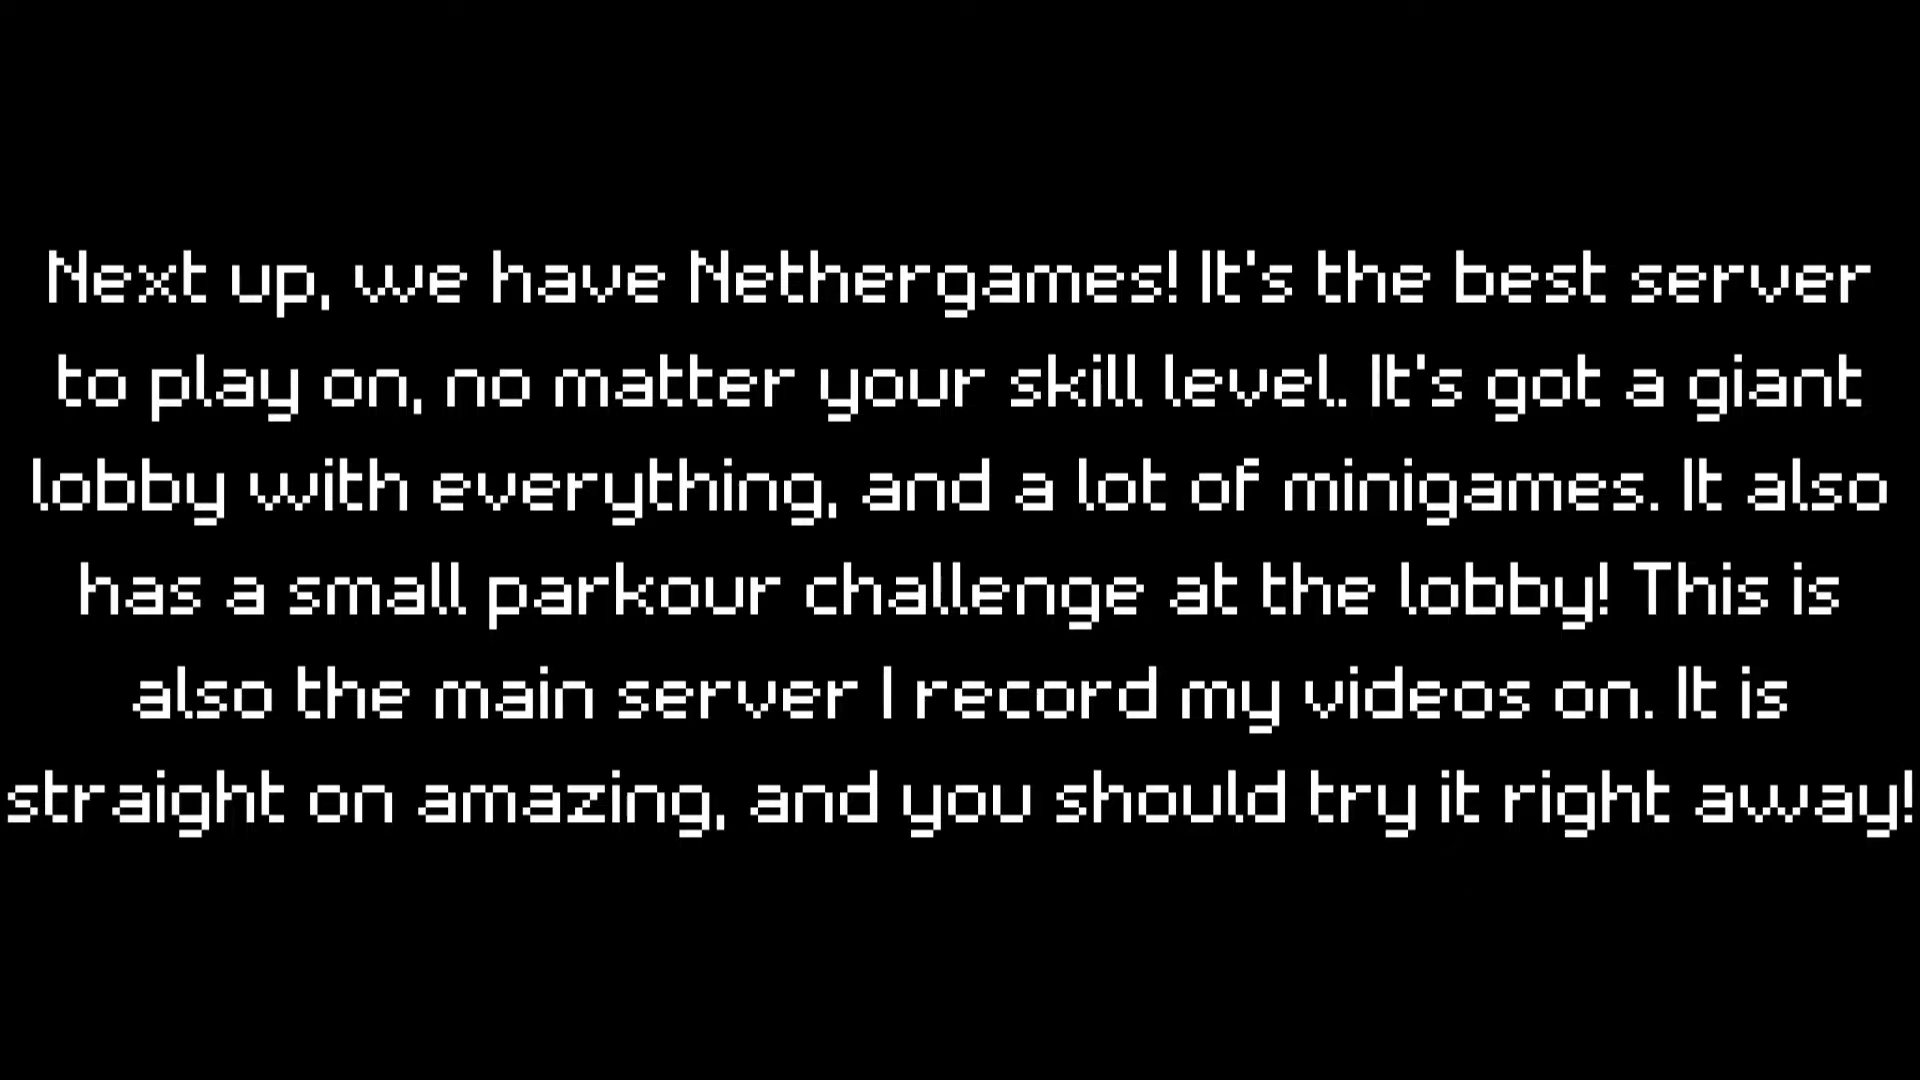 Next up, we have Nethergames! It's the best server
to play on, no matter your skill level. It's got a giant
lobby with everything, and a lot of minigames. It also
has a small parkour challenge at the lobby! This is
also the main server I record my videos on. It is
straight on amazing, and you should try it right away!